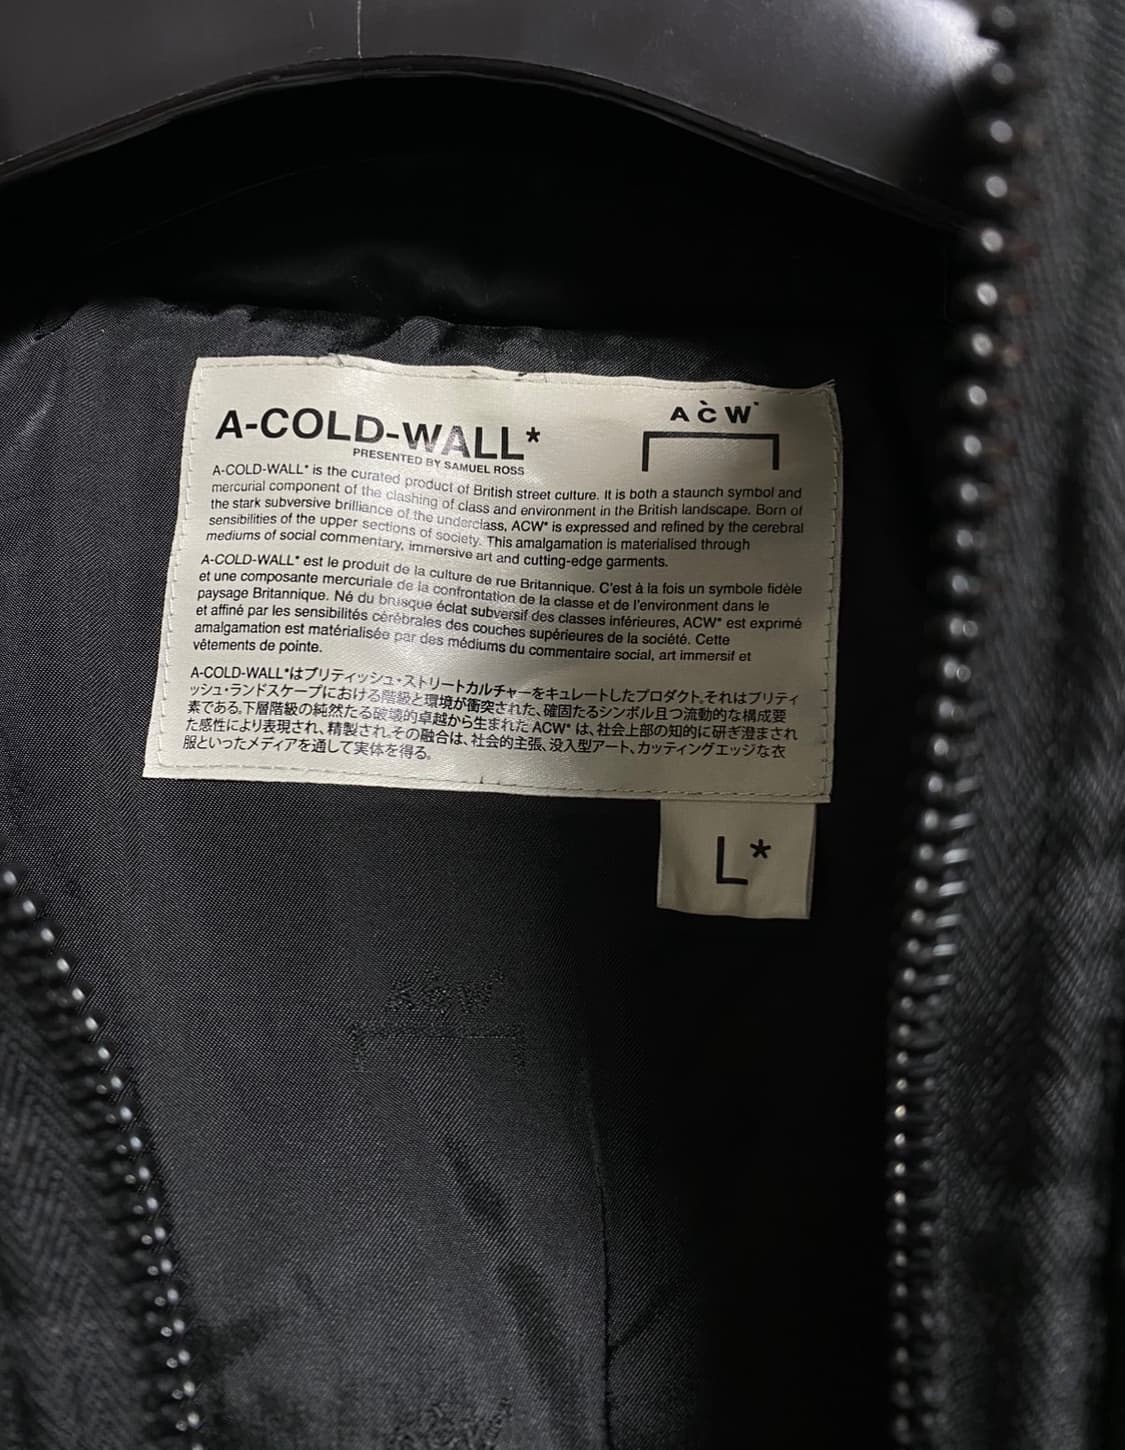 A-COLD-WALL*
PRESENTED BY SAMUEL ROSS
ACW*
A-COLD-WALL* is the curated product of British street culture. It is both a staunch symbol and
mercurial component of the clashing of class and environment in the British landscape. Born of
the stark subversive brilliance of the underclass, ACW* is expressed and refined by the cerebral
sensibilities of the upper sections of society. This amalgamation is materialised through
mediums of social commentary, immersive art and cutting-edge garments.
A-COLD-WALL* est le produit de la culture de rue Britannique. C'est à la fois un symbole fidèle
et une composante mercuriale de la confrontation de la classe et de l'environment dans le
paysage Britannique. Né du brusque éclat subversif des classes inférieures, ACW* est exprimé
et affiné par les sensibilités cérébrales des couches supérieures de la société. Cette
amalgamation est matérialisée par des médiums du commentaire social, art immersif et
vêtements de pointe.
A-COLD-WALL*はブリティッシュ・ストリートカルチャーをキュレートしたプロダクト。それはブリティ
ッシュ・ランドスケープにおける階級と環境が衝突された、確固たるシンボル且つ流動的な構成要
素である。下層階級の純然たる破壊的卓越から生まれた ACW* は、社会上部の知的に研ぎ澄まされ
た感性により表現され、精製され。その融合は、社会的主張、没入型アート、カッティングエッジな衣
服といったメディアを通して実体を得る。
L*
ACW*